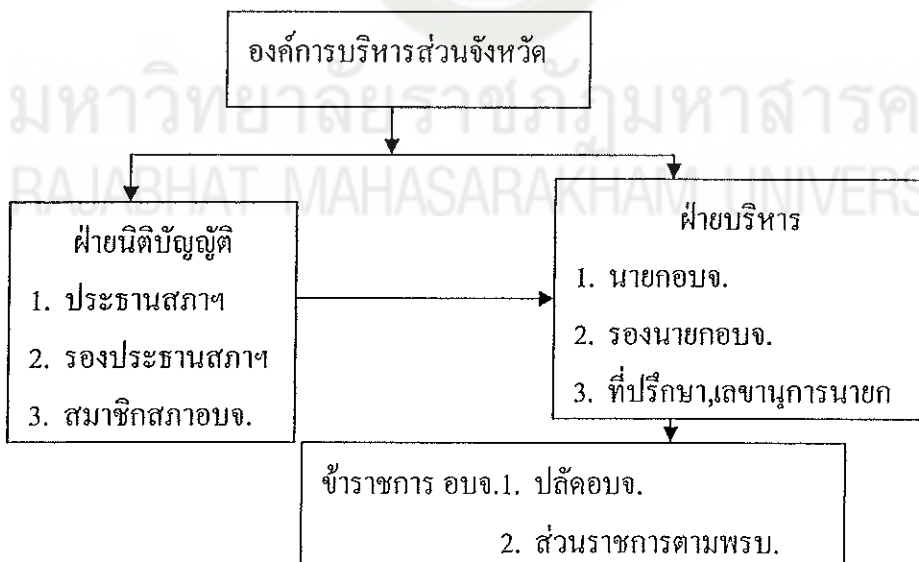 องค์การบริหารส่วนจังหวัด
มหาวิทยาลัยราชภัฏมหาสารค
RAJABHAT MAHASARAKHAM UNIVERS
ฝ่ายนิติบัญญัติ
1. ประธานสภาฯ
2. รองประธานสภาฯ
3. สมาชิกสภาอบจ.
ฝ่ายบริหาร
1. นายกอบจ.
2. รองนายกอบจ.
3. ที่ปรึกษา,เลขานุการนายก
ข้าราชการ อบจ.1. ปลัดอบจ.
2. ส่วนราชการตามพรบ.